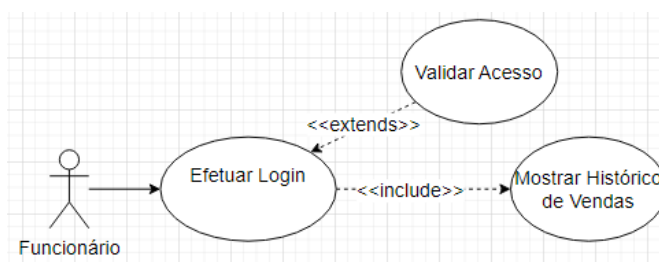 Validar Acesso
<<extends>>
Efetuar Login
<<include>>
Mostrar Histórico
de Vendas
Funcionário